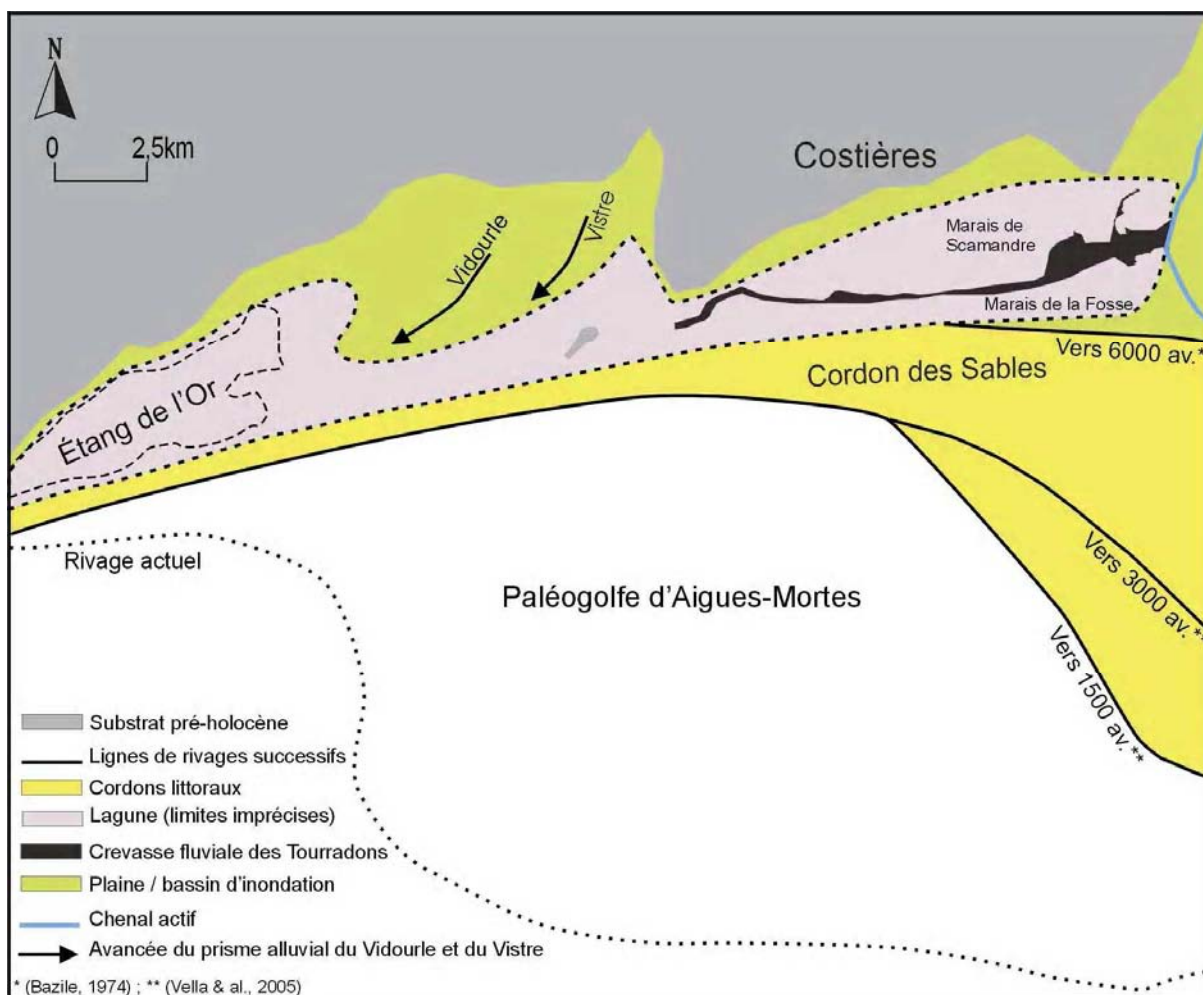 N
0 2,5km
Costières
Vidourle
Vistre
Marais de
Scamandre
Marais de la Fosse
Vers 6000 av.*
Cordon des Sables
Étang de l'Or
Rivage actuel
Paléogolfe d'Aigues-Mortes
Vers 3000 av. **
Vers 1500 av. **
Substrat pré-holocène
Lignes de rivages successifs
Cordons littoraux
Lagune (limites imprécises)
Crevasse fluviale des Tourradons
Plaine / bassin d'inondation
Chenal actif
Avancée du prisme alluvial du Vidourle et du Vistre
* (Bazile, 1974) ; ** (Vella & al., 2005)